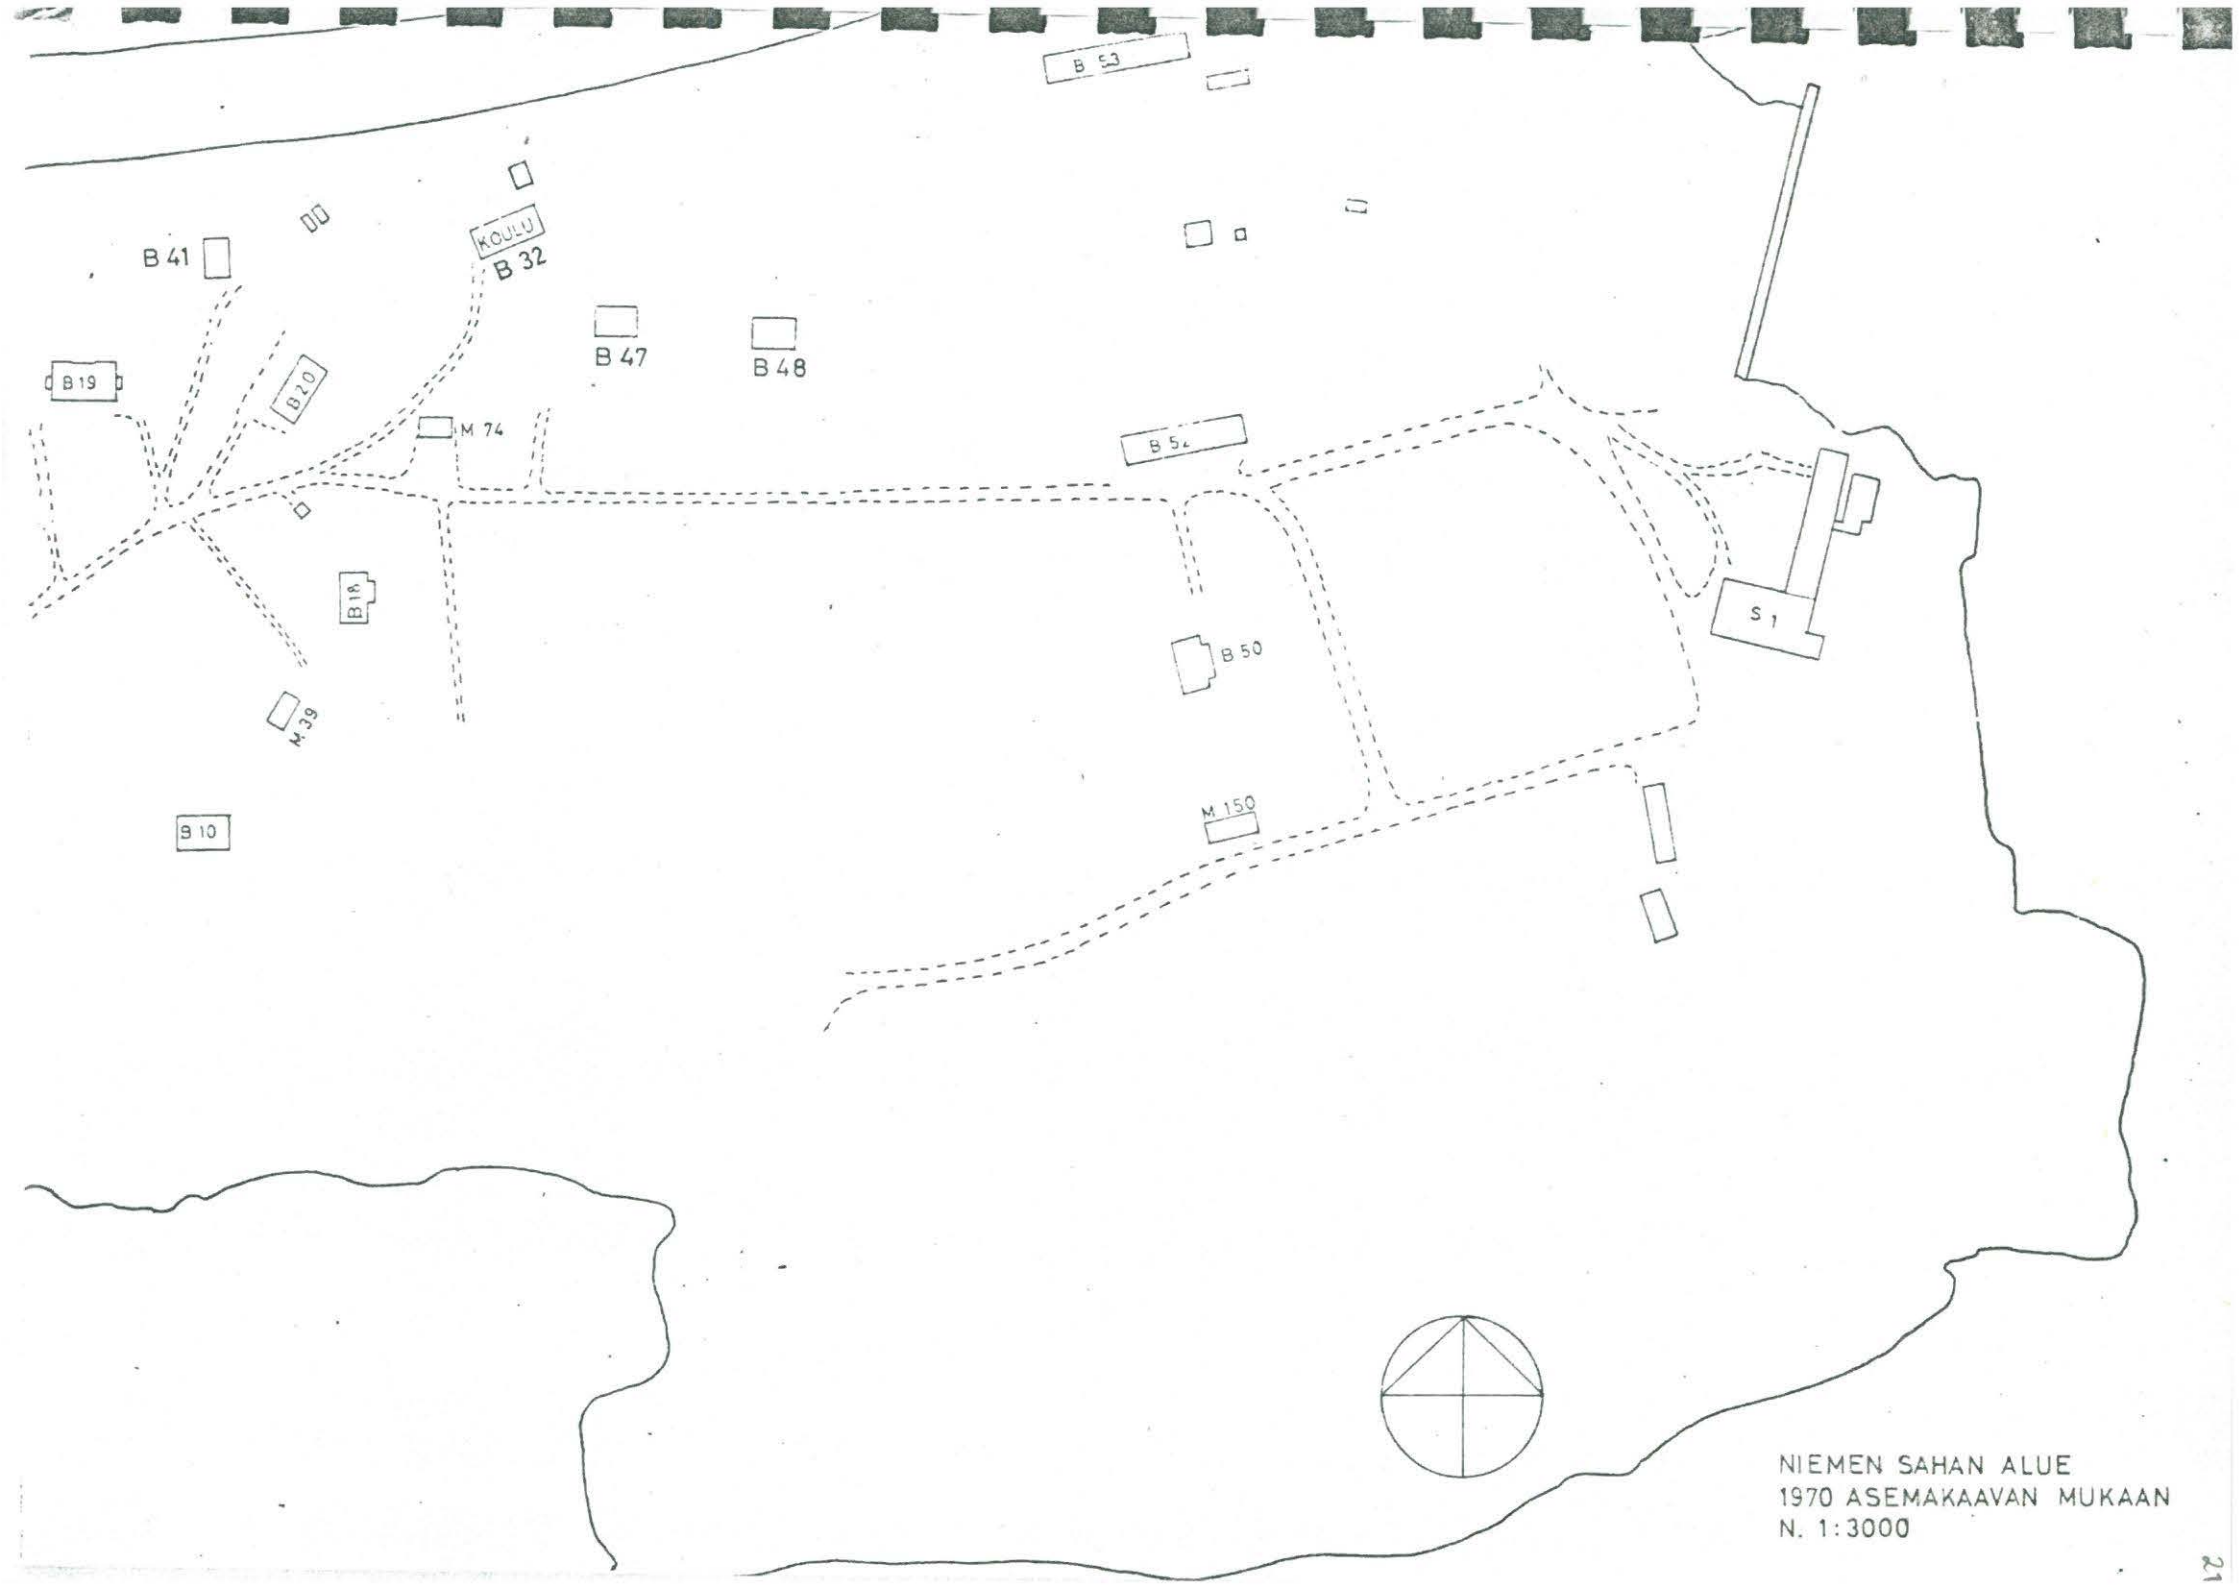 B 53
KOULU
B 32
B 41
B 47
B 48
B 19
B 20
M 74
B 52
B 18
S 1
B 50
M 39
M 150
B 10
NIEMEN SAHAN ALUE
1970 ASEMAKAAVAN MUKAAN
N. 1:3000
21